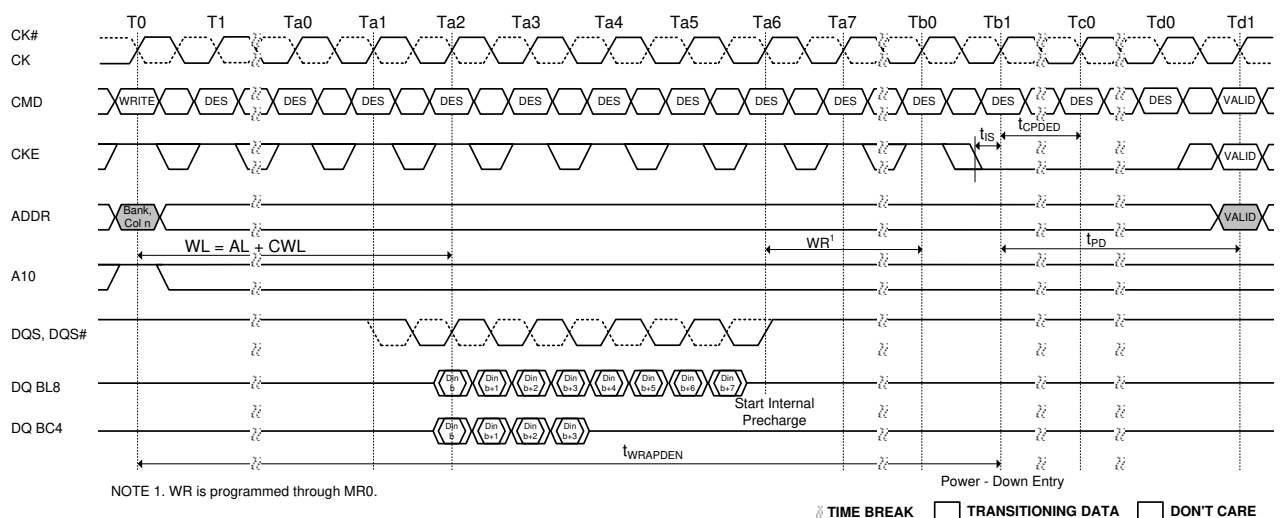 T0 T1 Ta0 Ta1 Ta2 Ta3 Ta4 Ta5 Ta6 Ta7 Tb0 Tb1 Tc0 Td0 Td1
CK#
CK
CMD WRITE DES DES DES DES DES DES DES DES DES DES DES DES DES VALID
tIS tCPDED
CKE VALID
ADDR Bank, Col n VALID
WL = AL + CWL WR1 tPD
A10
DQS, DQS#
DQ BL8 Din b Din b+1 Din b+2 Din b+3 Din b+4 Din b+5 Din b+6 Din b+7
Start Internal
Precharge
DQ BC4 Din b Din b+1 Din b+2 Din b+3
tWRAPDEN
Power - Down Entry
NOTE 1. WR is programmed through MR0.
TIME BREAK TRANSITIONING DATA DON'T CARE